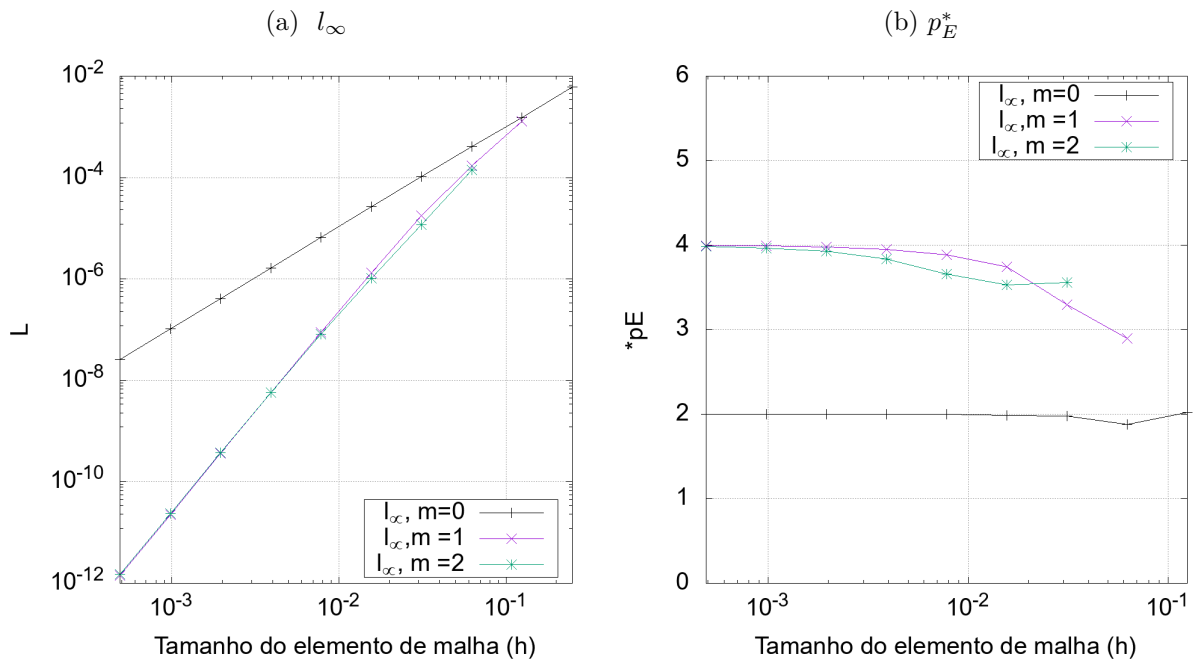 (a) l∞
(b) p*E
10-2
10-4
10-6
10-8
10-10
10-12
L
l∞, m=0
l∞,m =1
l∞, m =2
10-3
10-2
10-1
Tamanho do elemento de malha (h)
6
5
4
3
2
1
0
*pE
l∞, m=0
l∞,m =1
l∞, m =2
10-3
10-2
10-1
Tamanho do elemento de malha (h)